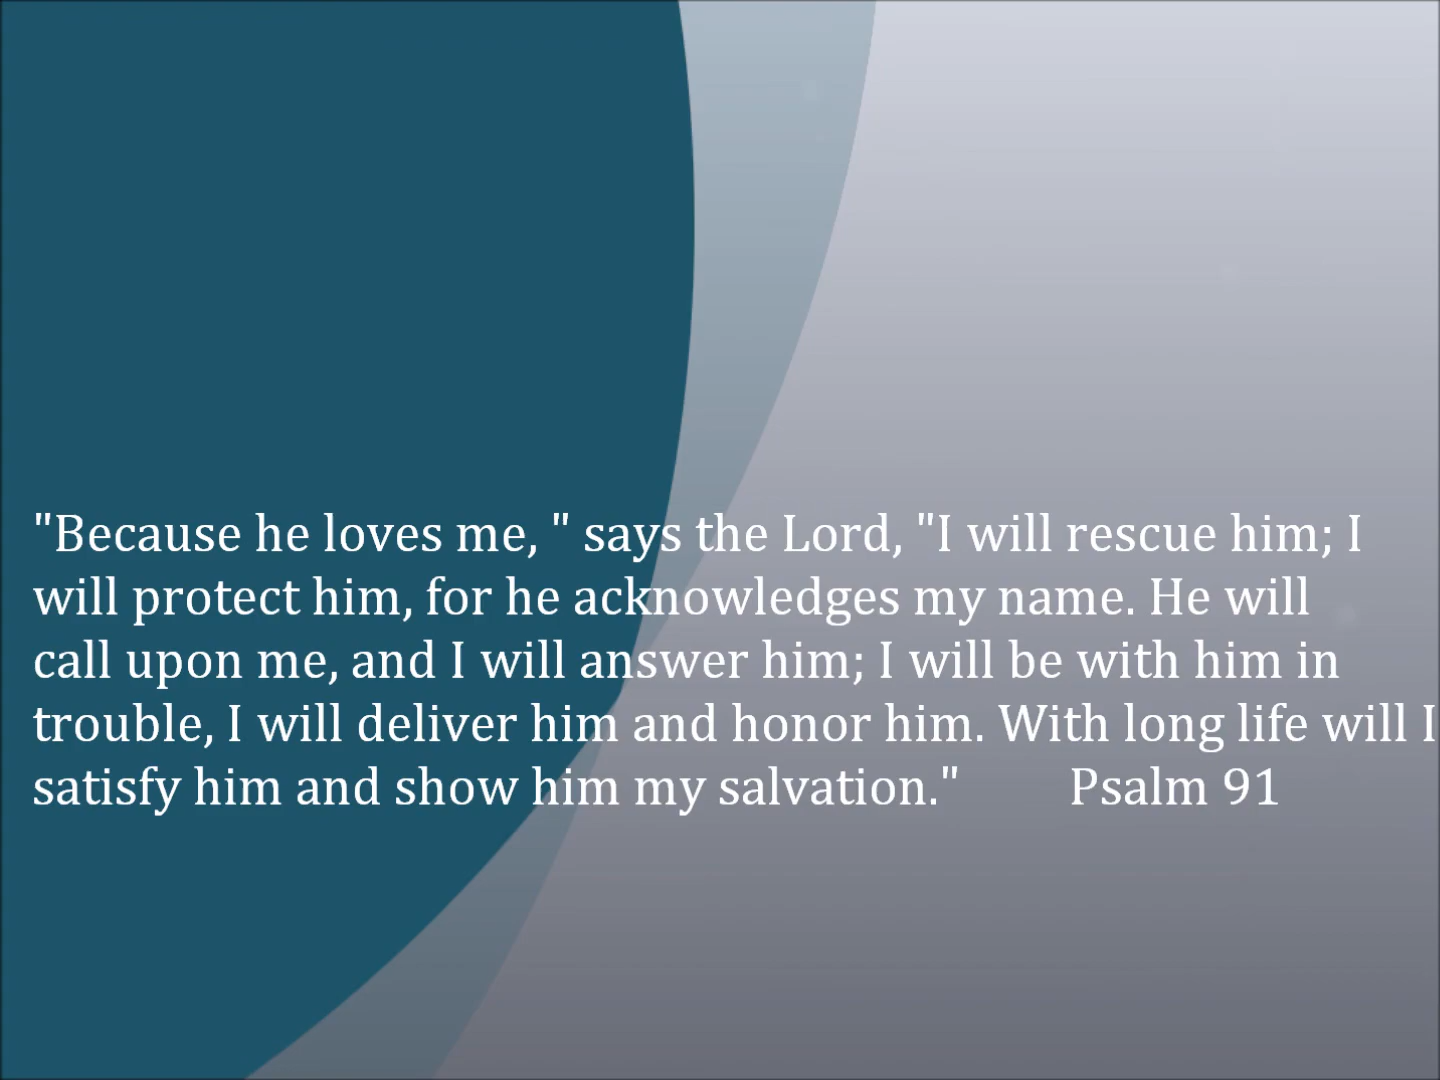 "Because he loves me, " says the Lord, "I will rescue him; I
will protect him, for he acknowledges my name. He will
call upon me, and I will answer him; I will be with him in
trouble, I will deliver him and honor him. With long life will I
satisfy him and show him my salvation." Psalm 91